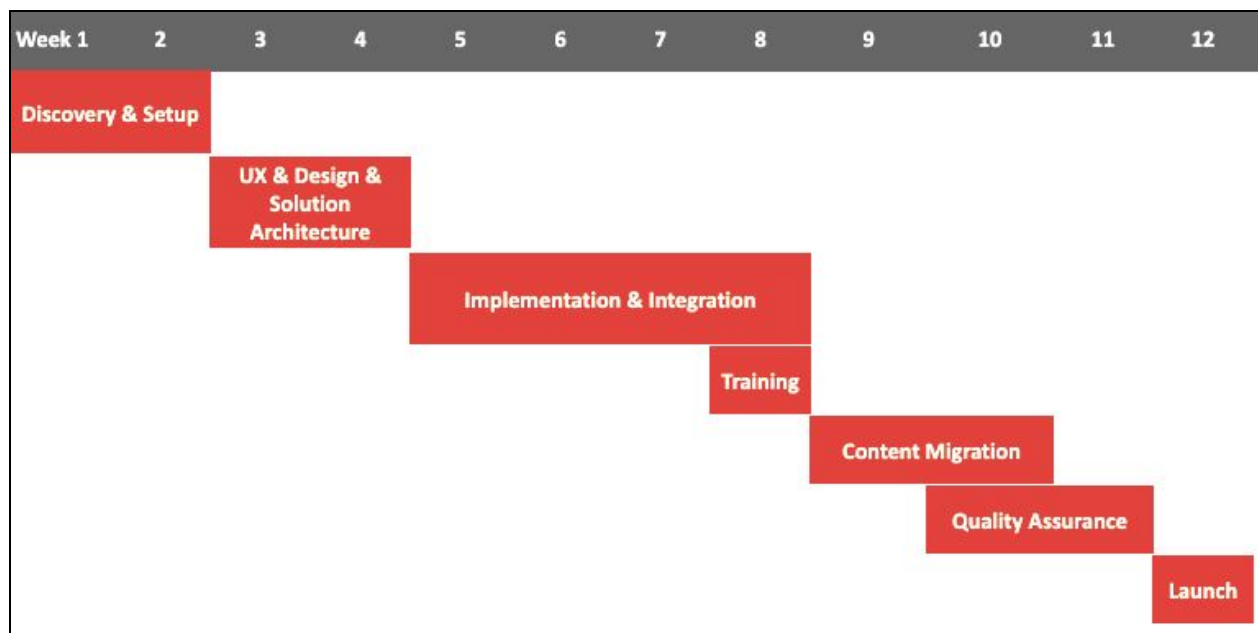 Week 1 2 3 4 5 6 7 8 9 10 11 12
Discovery & Setup
UX & Design &
Solution
Architecture
Implementation & Integration
Training
Content Migration
Quality Assurance
Launch